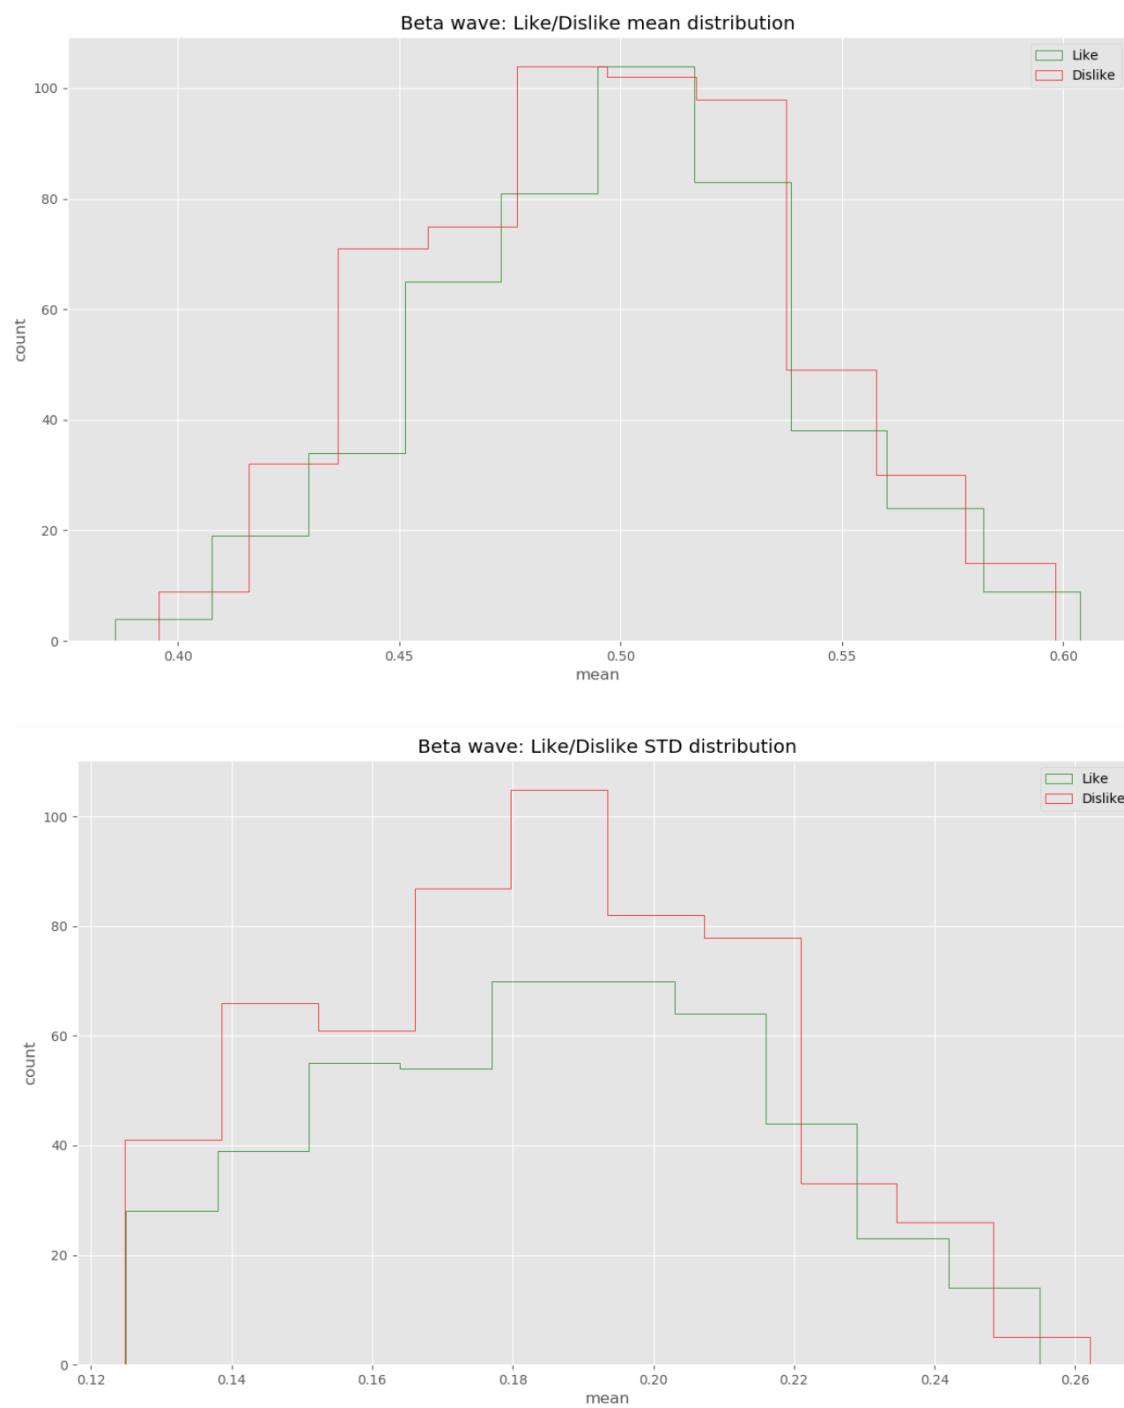 Beta wave: Like/Dislike mean distribution
Like
Dislike
100
80
60
40
20
0
count
0.40 0.45 0.50 0.55 0.60
mean
Beta wave: Like/Dislike STD distribution
Like
Dislike
100
80
60
40
20
0
count
0.12 0.14 0.16 0.18 0.20 0.22 0.24 0.26
mean